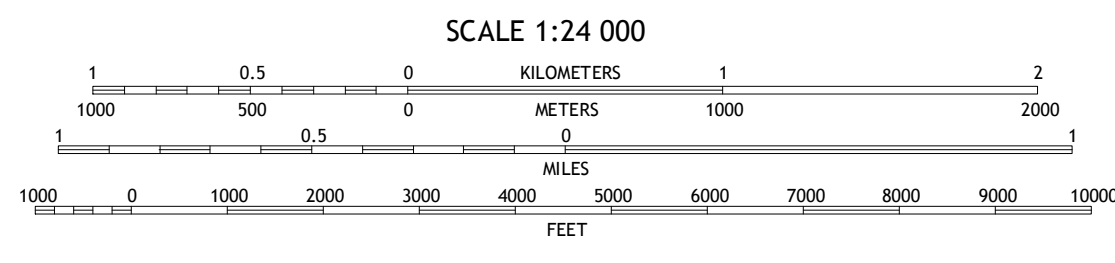 SCALE 1:24 000
1 0.5 0 KILOMETERS 1 2
1000 500 0 METERS 1000 2000
1 0.5 0 1
MILES
1000 0 1000 2000 3000 4000 5000 6000 7000 8000 9000 10000
FEET